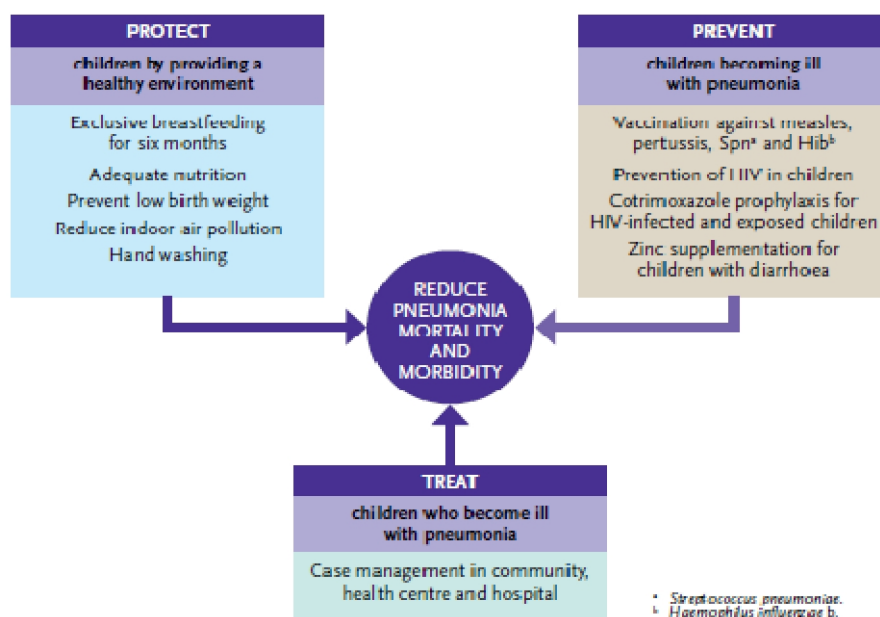 PROTECT
children by providing a
healthy environment
Exclusive breastfeeding
for six months
Adequate nutrition
Prevent low birth weight
Reduce indoor air pollution
Hand washing
PREVENT
children becoming ill
with pneumonia
Vaccination against measles,
pertussis, Spnᵃ and Hibᵇ
Prevention of HIV in children
Cotrimoxazole prophylaxis for
HIV-infected and exposed children
Zinc supplementation for
children with diarrhoea
REDUCE
PNEUMONIA
MORTALITY
AND
MORBIDITY
TREAT
children who become ill
with pneumonia
Case management in community,
health centre and hospital
ᵃ Streptococcus pneumoniae.
ᵇ Haemophilus influenzae b.